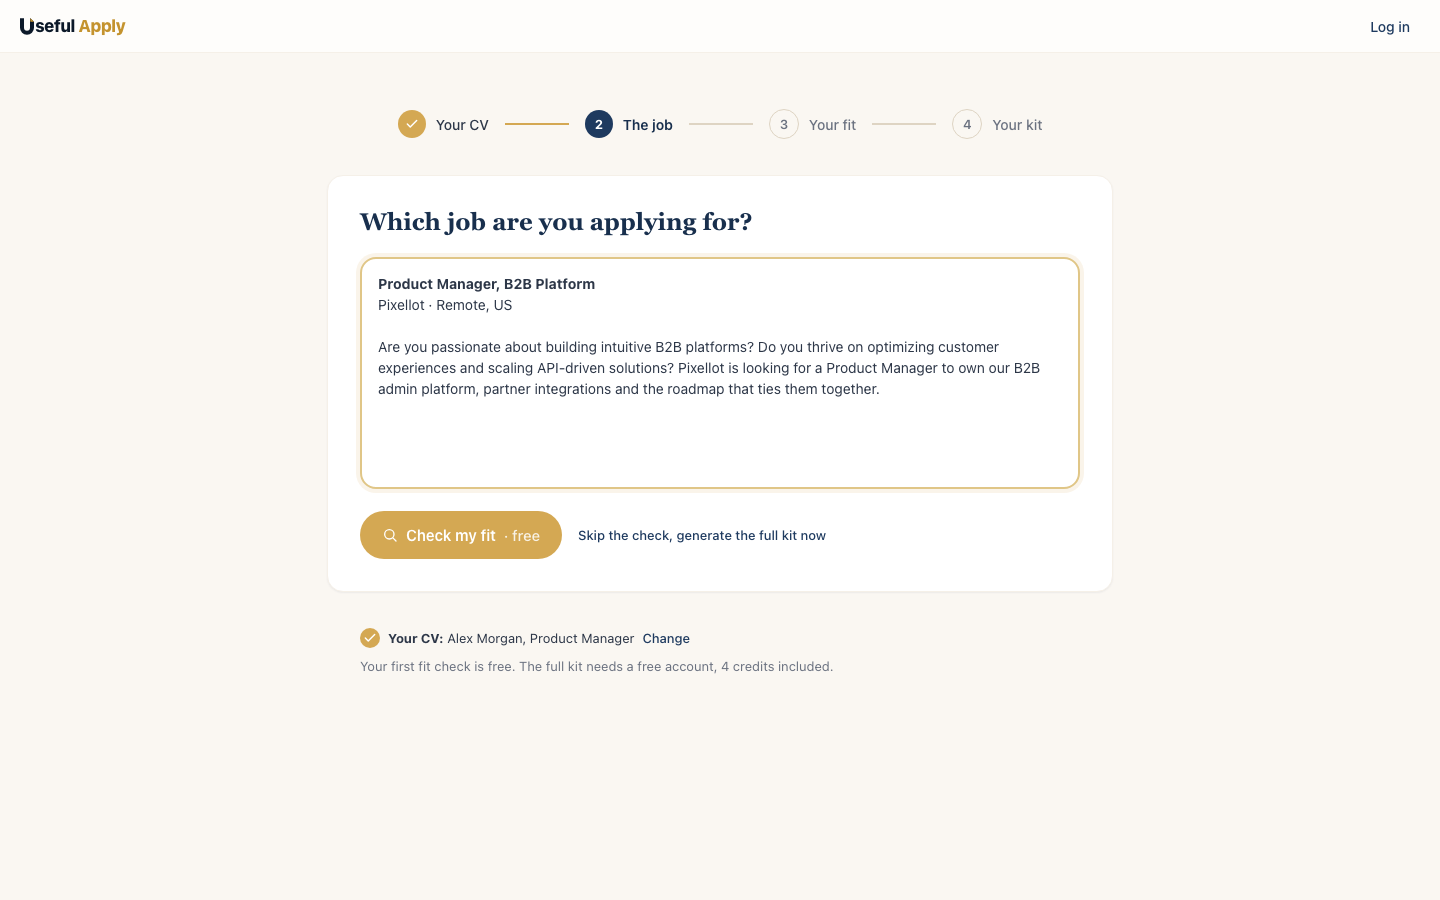 Useful Apply
Log in
Your CV
2 The job
3 Your fit
4 Your kit
Which job are you applying for?
Product Manager, B2B Platform
Pixellot · Remote, US
Are you passionate about building intuitive B2B platforms? Do you thrive on optimizing customer
experiences and scaling API-driven solutions? Pixellot is looking for a Product Manager to own our B2B
admin platform, partner integrations and the roadmap that ties them together.
Check my fit · free
Skip the check, generate the full kit now
Your CV: Alex Morgan, Product Manager Change
Your first fit check is free. The full kit needs a free account, 4 credits included.